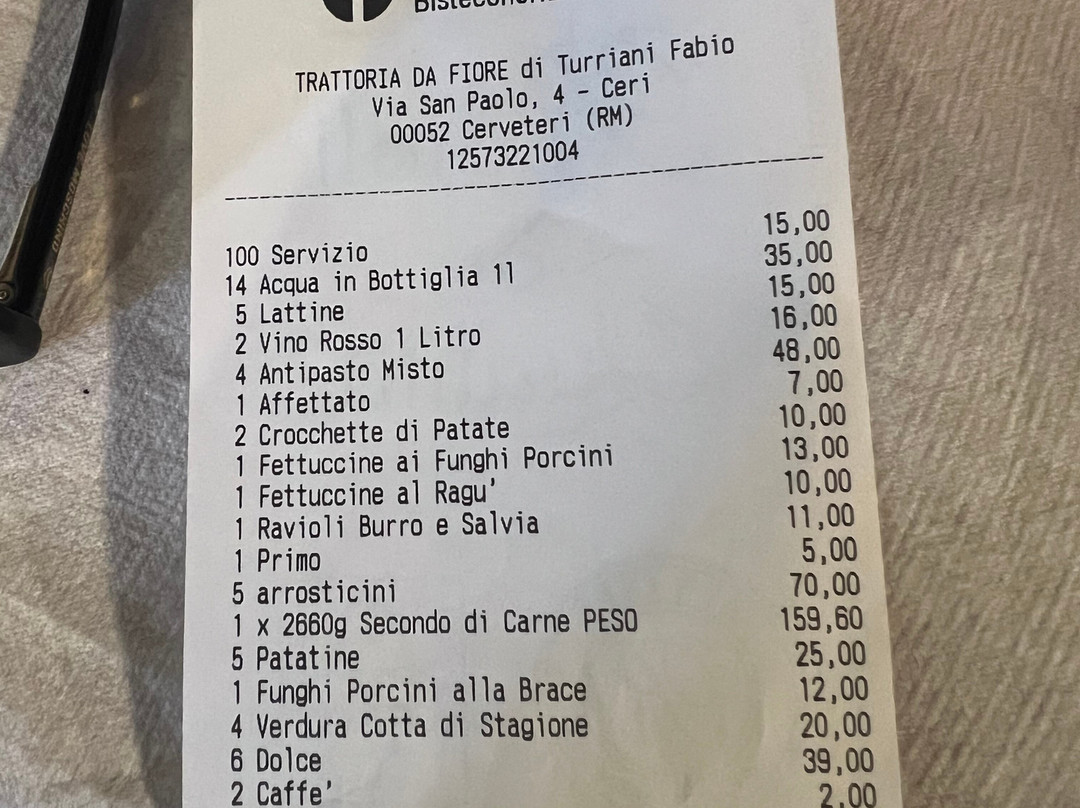 TRATTORIA DA FIORE di Turriani Fabio
Via San Paolo, 4 - Ceri
00052 Cerveteri (RM)
12573221004
100 Servizio 15,00
14 Acqua in Bottiglia 1l 35,00
5 Lattine 15,00
2 Vino Rosso 1 Litro 16,00
4 Antipasto Misto 48,00
1 Affettato 7,00
2 Crocchette di Patate 10,00
1 Fettuccine ai Funghi Porcini 13,00
1 Fettuccine al Ragu' 10,00
1 Ravioli Burro e Salvia 11,00
1 Primo 5,00
5 arrosticini 70,00
1 x 2660g Secondo di Carne PESO 159,60
5 Patatine 25,00
1 Funghi Porcini alla Brace 12,00
4 Verdura Cotta di Stagione 20,00
6 Dolce 39,00
2 Caffe' 2,00